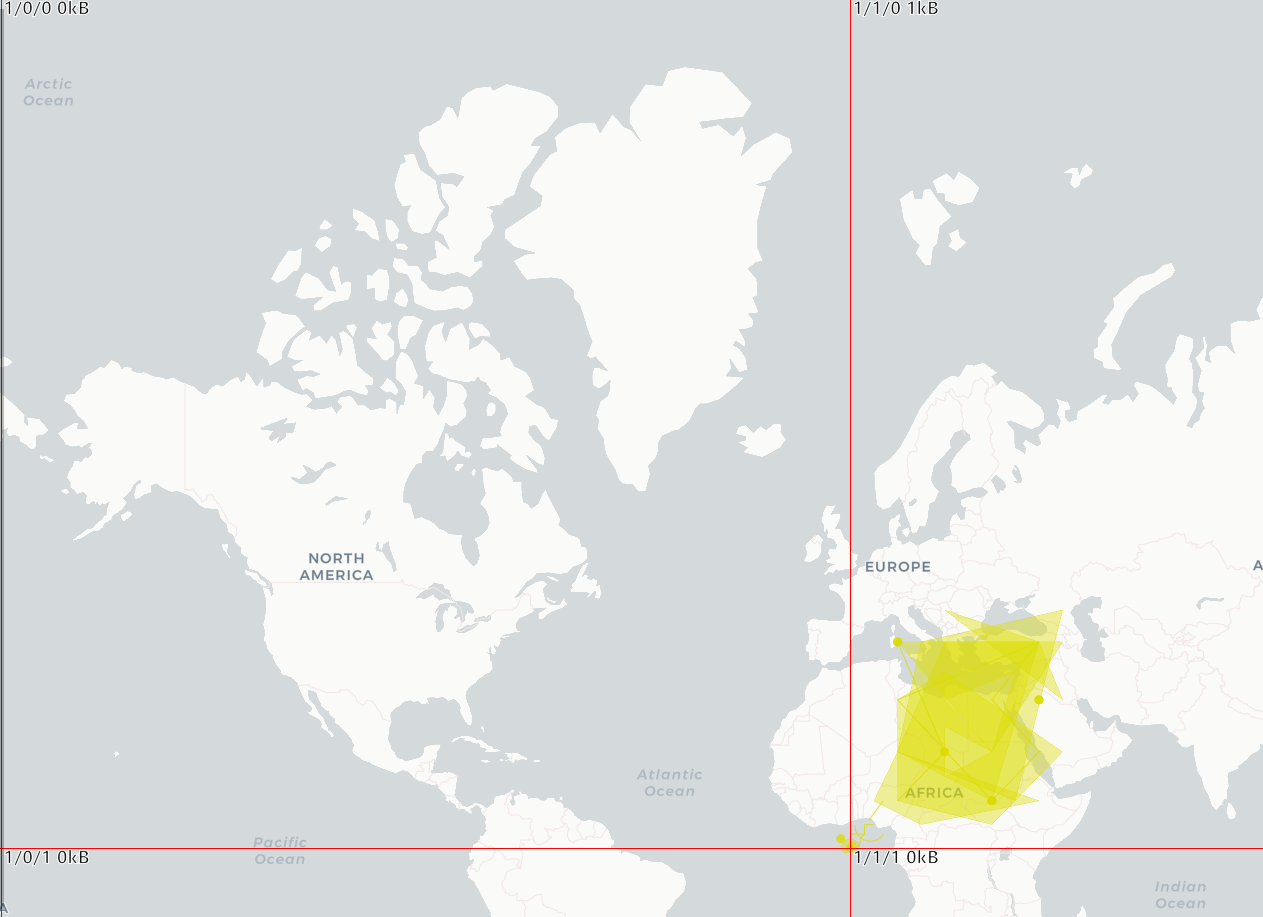 1/0/0 0kB
1/1/0 1kB
Arctic
Ocean
NORTH
AMERICA
EUROPE
A
Atlantic
Ocean
AFRICA
Pacific
Ocean
1/0/1 0kB
1/1/1 0kB
Indian
Ocean
A